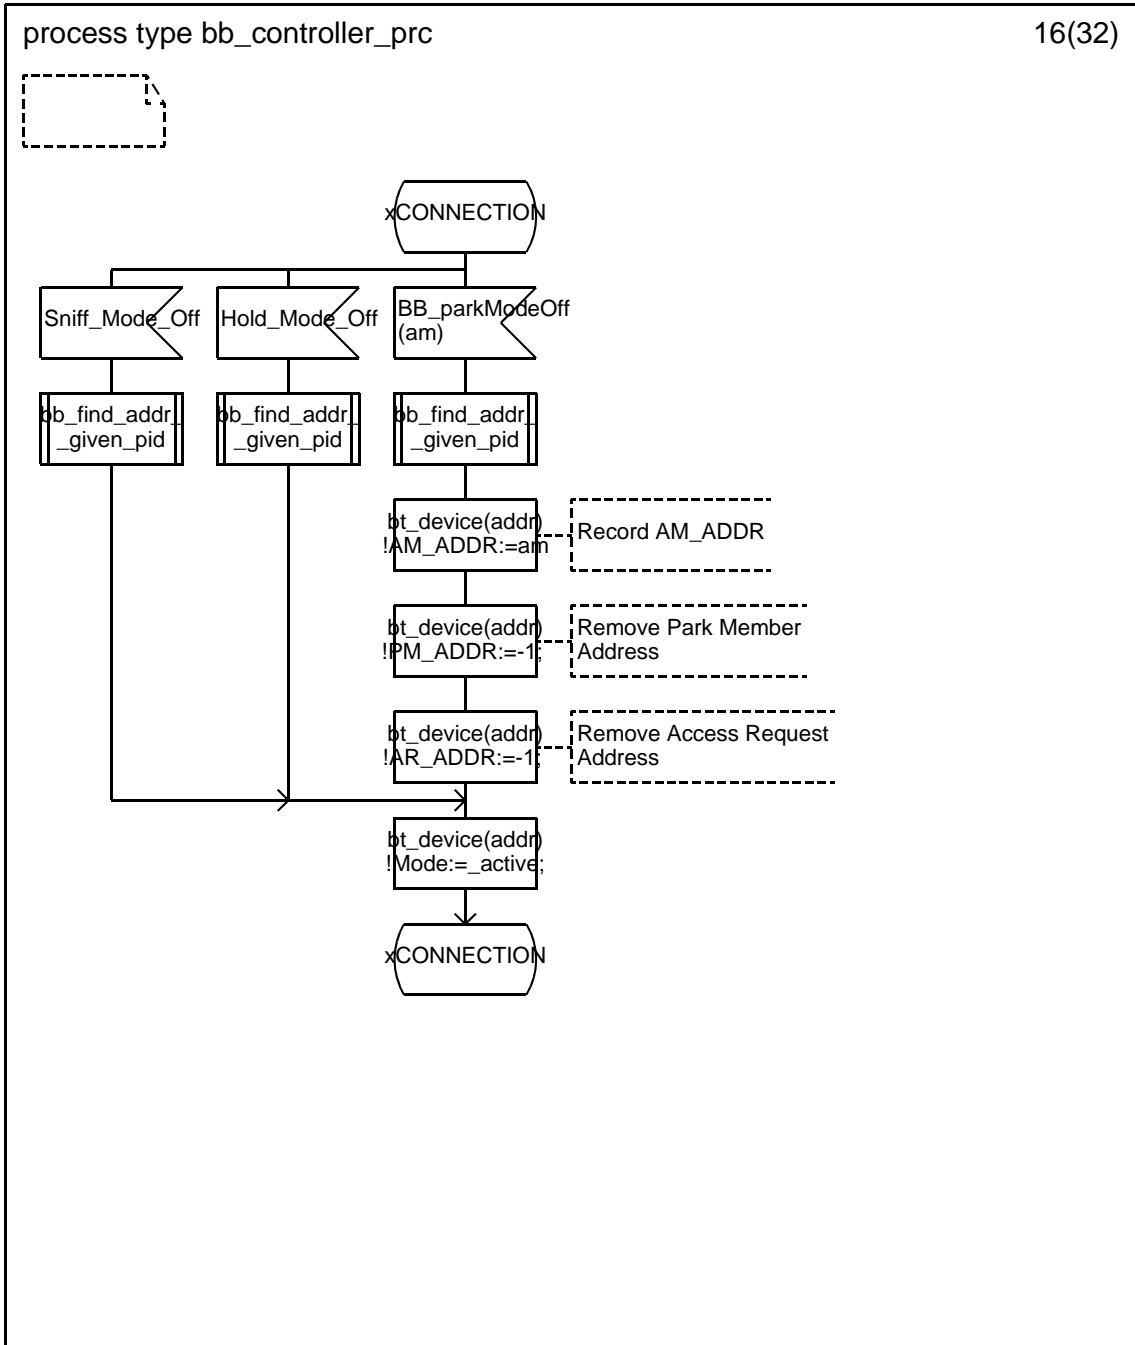 process type bb_controller_prc
16(32)
xCONNECTION
Sniff_Mode_Off
Hold_Mode_Off
BB_parkModeOff
(am)
bb_find_addr_
_given_pid
bb_find_addr_
_given_pid
bb_find_addr_
_given_pid
bt_device(addr)
!AM_ADDR:=am
Record AM_ADDR
bt_device(addr)
!PM_ADDR:=-1;
Remove Park Member
Address
bt_device(addr)
!AR_ADDR:=-1;
Remove Access Request
Address
bt_device(addr)
!Mode:=_active;
xCONNECTION